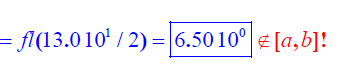 = fl(13.0 10¹ / 2) = 6.50 10⁰ ∉ [a,b]!